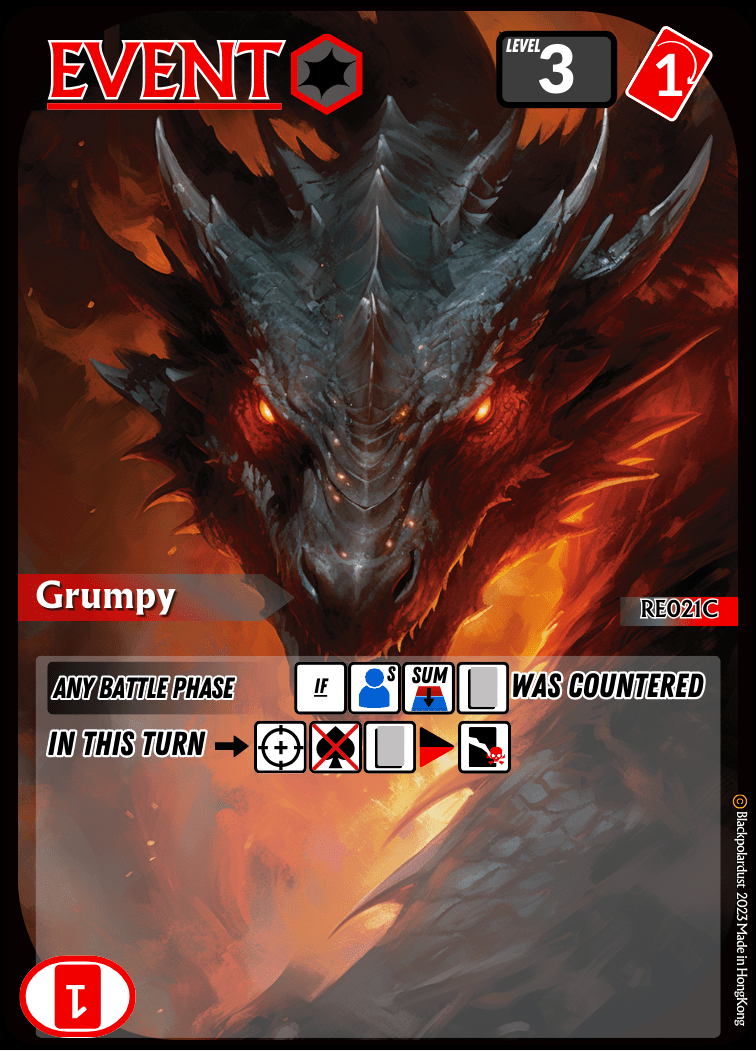 EVENT
LEVEL 3
1
Grumpy
RE021C
ANY BATTLE PHASE IF S SUM WAS COUNTERED
IN THIS TURN
1
© Blackpolardust 2023 Made in HongKong